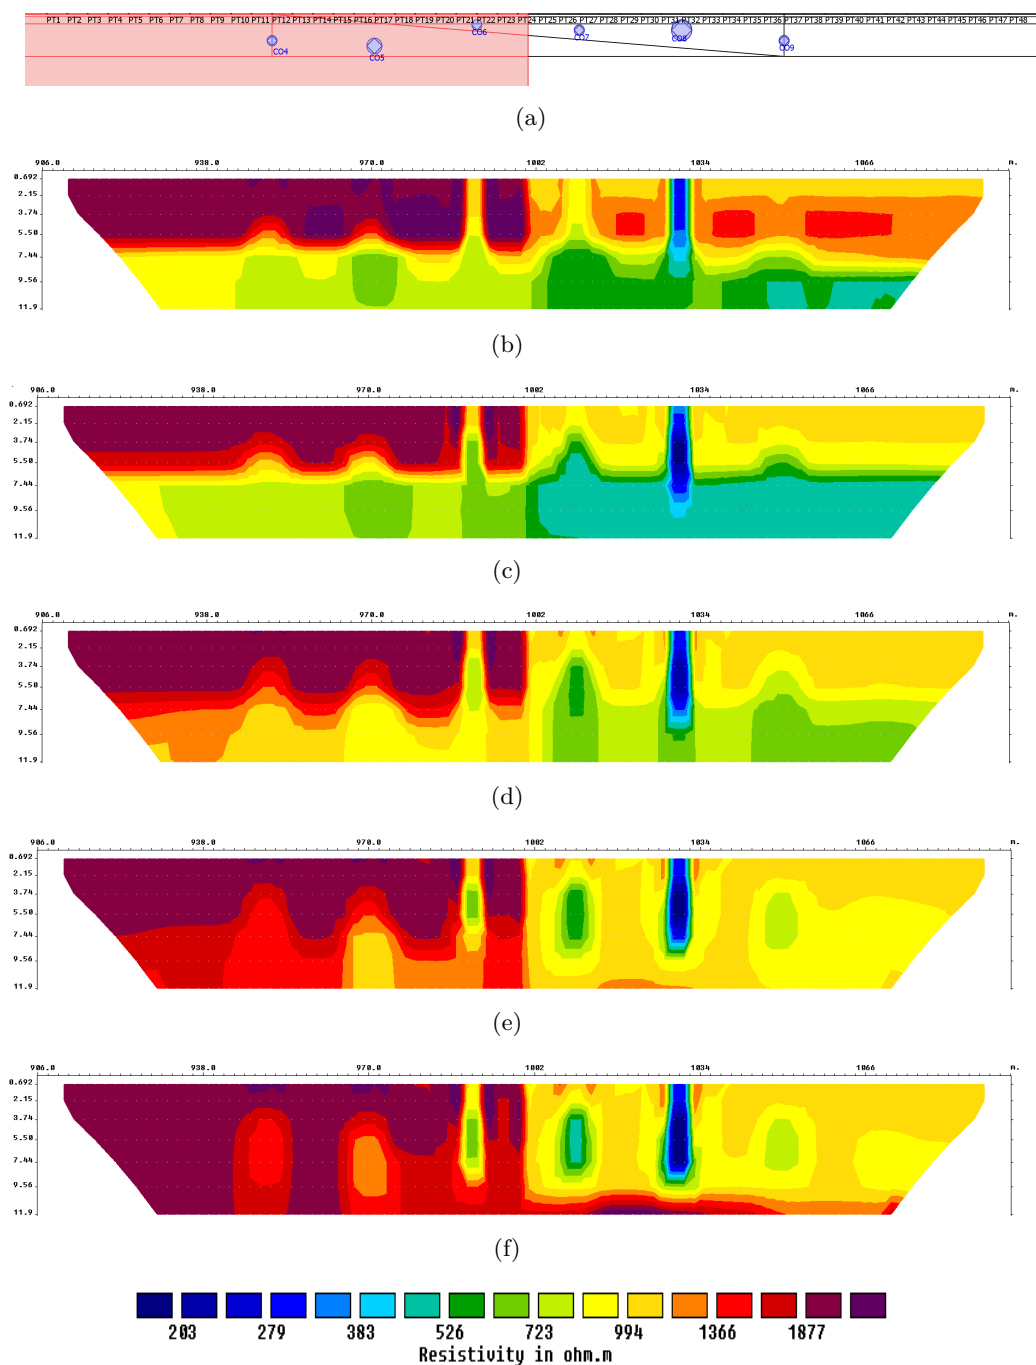 PT1 PT2 PT3 PT4 PT5 PT6 PT7 PT8 PT9 PT10 PT11 PT12 PT13 PT14 PT15 PT16 PT17 PT18 PT19 PT20 PT21 PT22 PT23 PT24 PT25 PT26 PT27 PT28 PT29 PT30 PT31 PT32 PT33 PT34 PT35 PT36 PT37 PT38 PT39 PT40 PT41 PT42 PT43 PT44 PT45 PT46 PT47 PT48
CO4 CO5 CO6 CO7 CO8 CO9
(a)
906.0 938.0 970.0 1002 1034 1066 m.
0.692
2.15
3.74
5.50
7.44
9.56
11.9
(b)
906.0 938.0 970.0 1002 1034 1066 m.
0.692
2.15
3.74
5.50
7.44
9.56
11.9
(c)
906.0 938.0 970.0 1002 1034 1066 m.
0.692
2.15
3.74
5.50
7.44
9.56
11.9
(d)
906.0 938.0 970.0 1002 1034 1066 m.
0.692
2.15
3.74
5.50
7.44
9.56
11.9
(e)
906.0 938.0 970.0 1002 1034 1066 m.
0.692
2.15
3.74
5.50
7.44
9.56
11.9
(f)
203 279 383 526 723 994 1366 1877
Resistivity in ohm.m